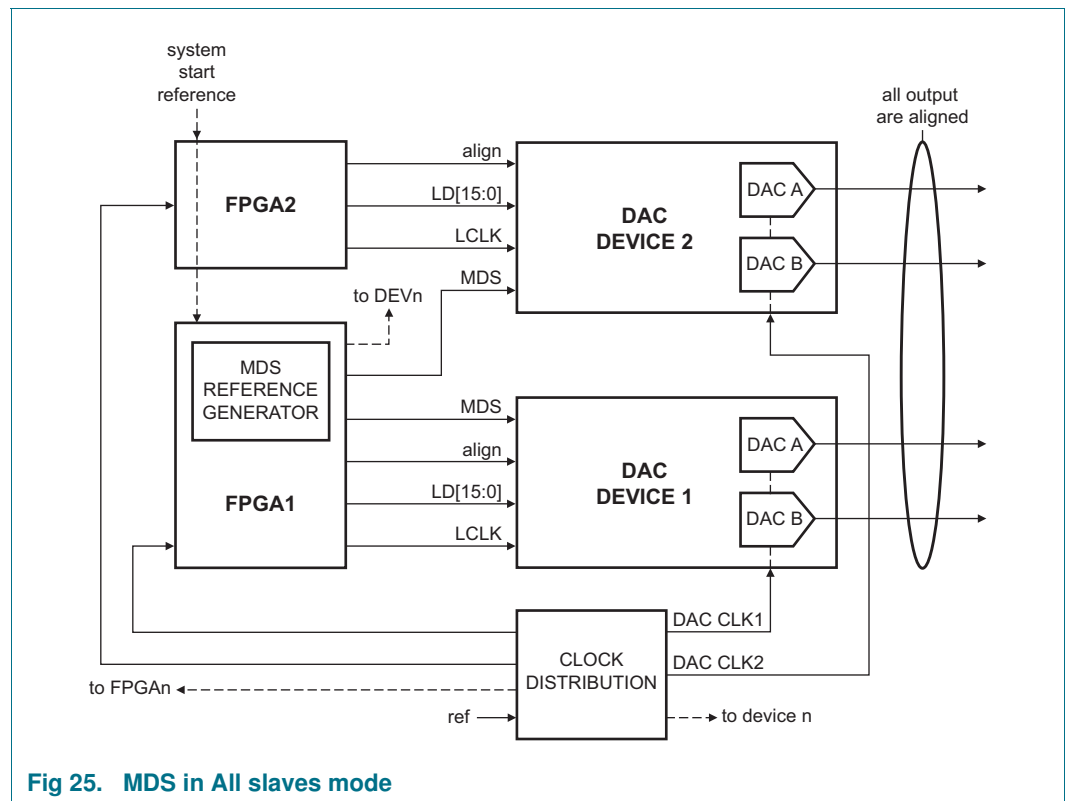 system
start
reference
all output
are aligned
FPGA2
align
LD[15:0]
LCLK
MDS
DAC
DEVICE 2
DAC A
DAC B
to DEVn
MDS
REFERENCE
GENERATOR
FPGA1
MDS
align
LD[15:0]
LCLK
DAC
DEVICE 1
DAC A
DAC B
CLOCK
DISTRIBUTION
DAC CLK1
DAC CLK2
to FPGAn
ref
to device n
Fig 25. MDS in All slaves mode